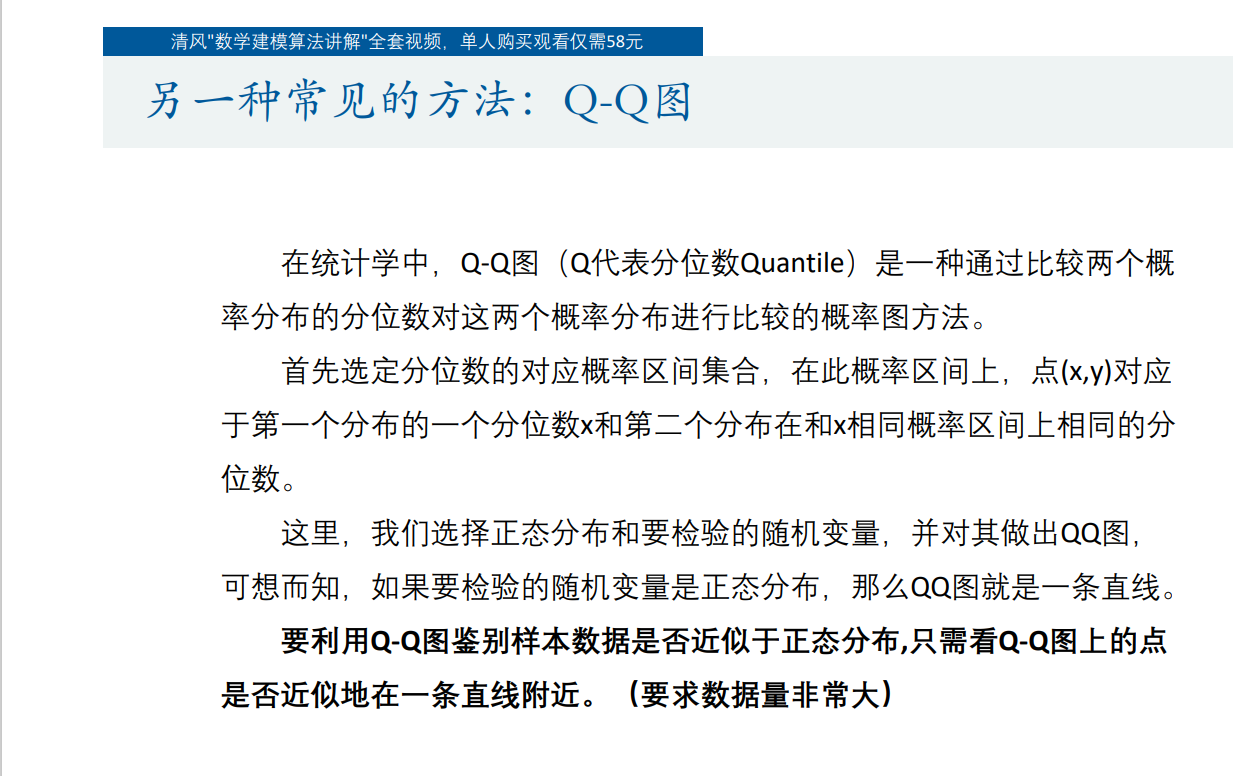 清风"数学建模算法讲解"全套视频，单人购买观看仅需58元
另一种常见的方法：Q-Q图
在统计学中，Q-Q图（Q代表分位数Quantile）是一种通过比较两个概
率分布的分位数对这两个概率分布进行比较的概率图方法。
首先选定分位数的对应概率区间集合，在此概率区间上，点(x,y)对应
于第一个分布的一个分位数x和第二个分布在和x相同概率区间上相同的分
位数。
这里，我们选择正态分布和要检验的随机变量，并对其做出QQ图，
可想而知，如果要检验的随机变量是正态分布，那么QQ图就是一条直线。
要利用Q-Q图鉴别样本数据是否近似于正态分布,只需看Q-Q图上的点
是否近似地在一条直线附近。（要求数据量非常大）